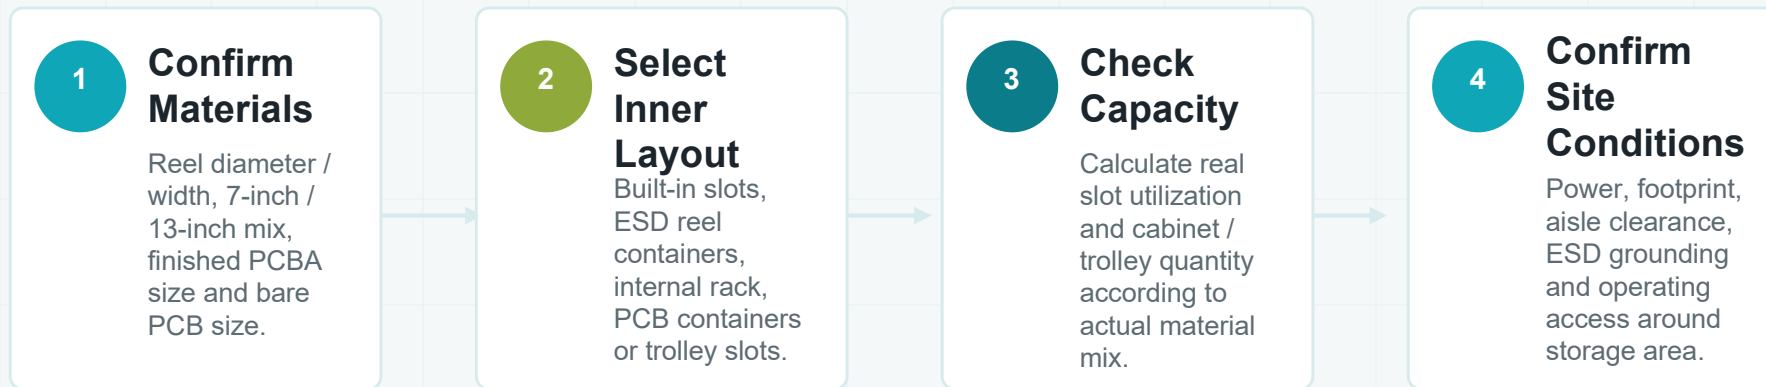 1
Confirm
Materials
Reel diameter /
width, 7-inch /
13-inch mix,
finished PCBA
size and bare
PCB size.
2
Select
Inner
Layout
Built-in slots,
ESD reel
containers,
internal rack,
PCB containers
or trolley slots.
3
Check
Capacity
Calculate real
slot utilization
and cabinet /
trolley quantity
according to
actual material
mix.
4
Confirm
Site
Conditions
Power, footprint,
aisle clearance,
ESD grounding
and operating
access around
storage area.